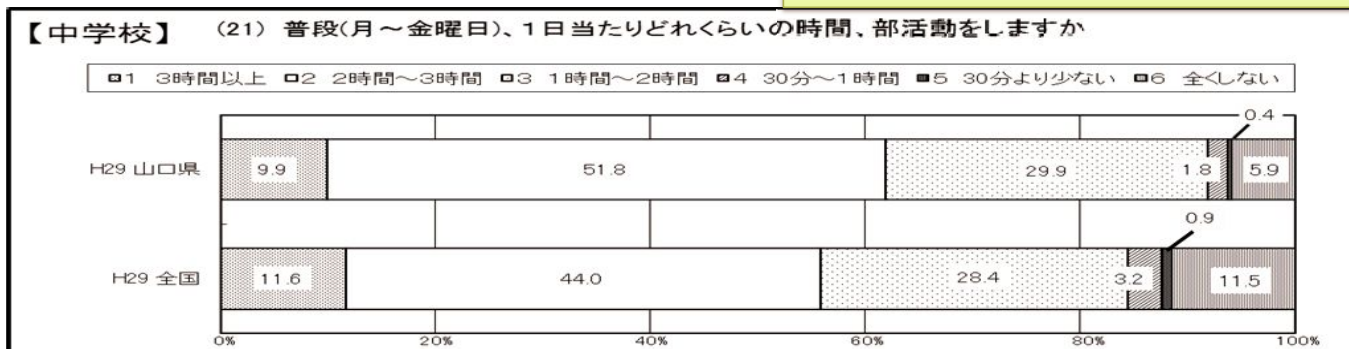 【中学校】 (21) 普段(月～金曜日)、1日当たりどれくらいの時間、部活動をしますか
1 3時間以上 2 2時間～3時間 3 1時間～2時間 4 30分～1時間 5 30分より少ない 6 全くしない
0.4
H29 山口県 9.9 51.8 29.9 1.8 5.9
0.9
H29 全国 11.6 44.0 28.4 3.2 11.5
0% 20% 40% 60% 80% 100%